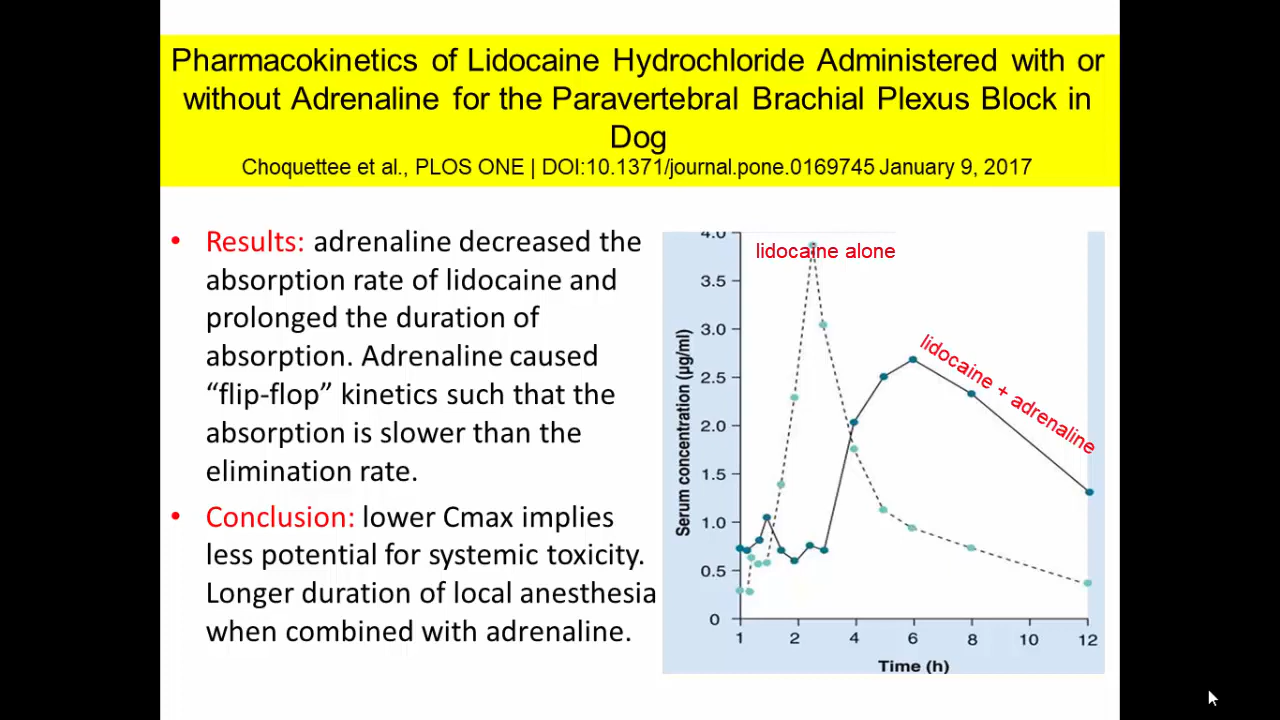 Pharmacokinetics of Lidocaine Hydrochloride Administered with or
without Adrenaline for the Paravertebral Brachial Plexus Block in
Dog
Choquettee et al., PLOS ONE | DOI:10.1371/journal.pone.0169745 January 9, 2017
• Results: adrenaline decreased the
absorption rate of lidocaine and
prolonged the duration of
absorption. Adrenaline caused
“flip-flop” kinetics such that the
absorption is slower than the
elimination rate.
• Conclusion: lower Cmax implies
less potential for systemic toxicity.
Longer duration of local anesthesia
when combined with adrenaline.
lidocaine alone
lidocaine + adrenaline
Serum concentration (µg/ml)
4.0
3.5
3.0
2.5
2.0
1.5
1.0
0.5
0
1 2 4 6 8 10 12
Time (h)